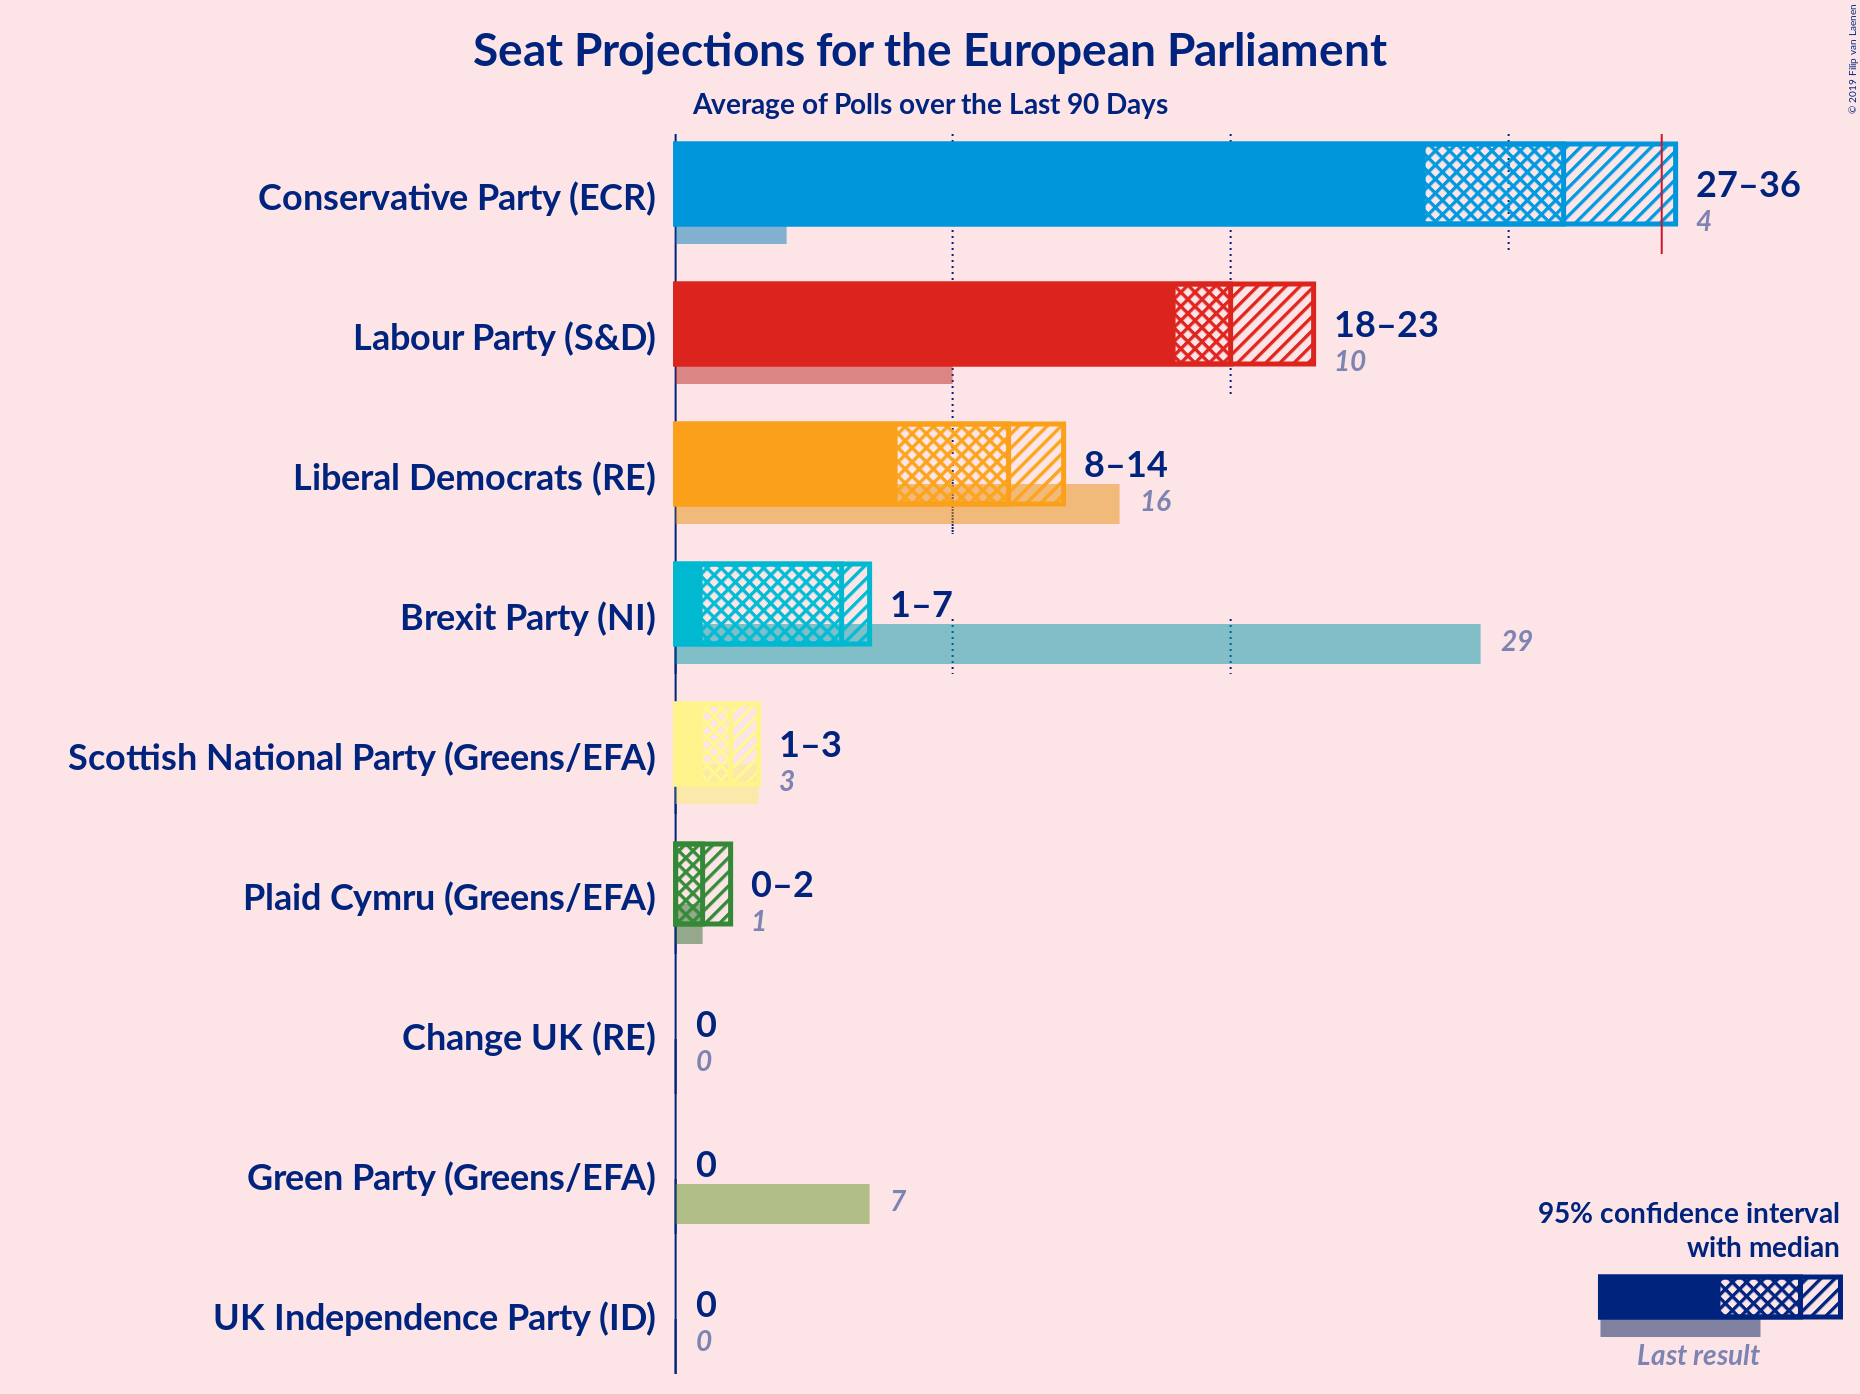 Seat Projections for the European Parliament
Average of Polls over the Last 90 Days
© 2019 Filip van Laenen
Conservative Party (ECR)
27–36
4
Labour Party (S&D)
18–23
10
Liberal Democrats (RE)
8–14
16
Brexit Party (NI)
1–7
29
Scottish National Party (Greens/EFA)
1–3
3
Plaid Cymru (Greens/EFA)
0–2
1
Change UK (RE)
0
0
Green Party (Greens/EFA)
0
7
UK Independence Party (ID)
0
0
95% confidence interval
with median
Last result